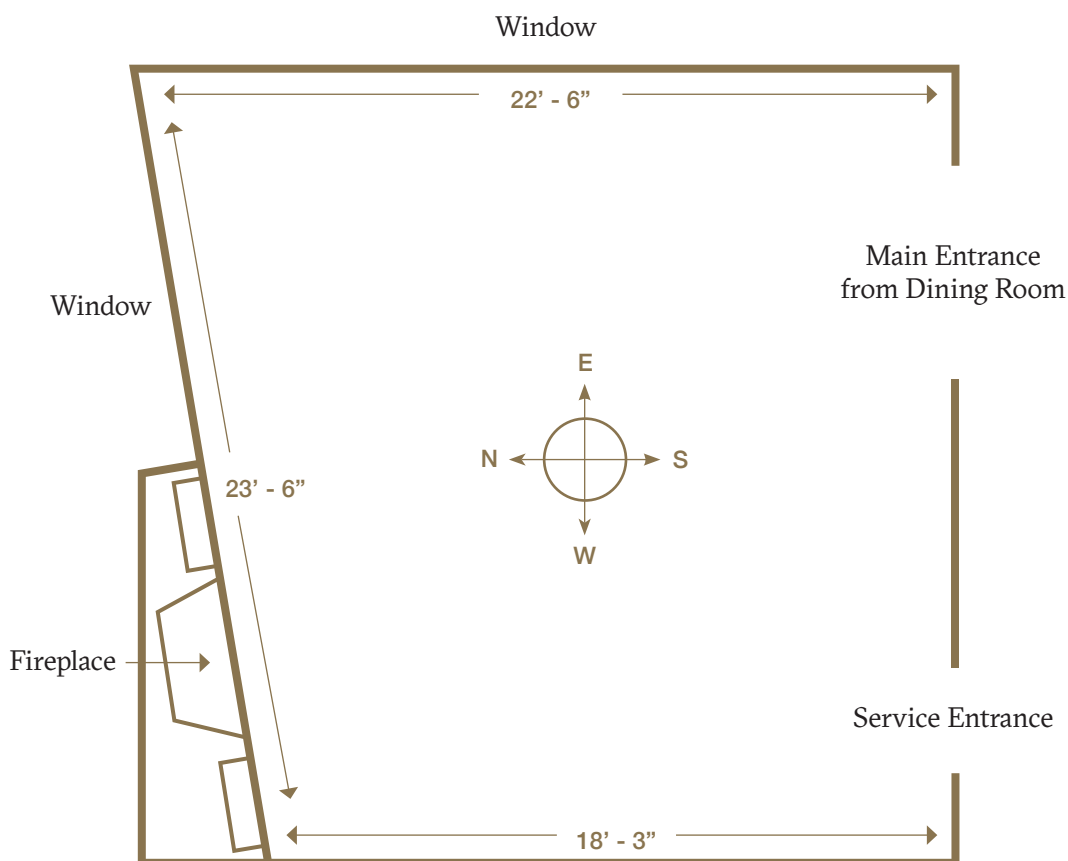 Window
22’ - 6”
Main Entrance
from Dining Room
Window
E
N
S
W
23’ - 6”
Fireplace
Service Entrance
18’ - 3”